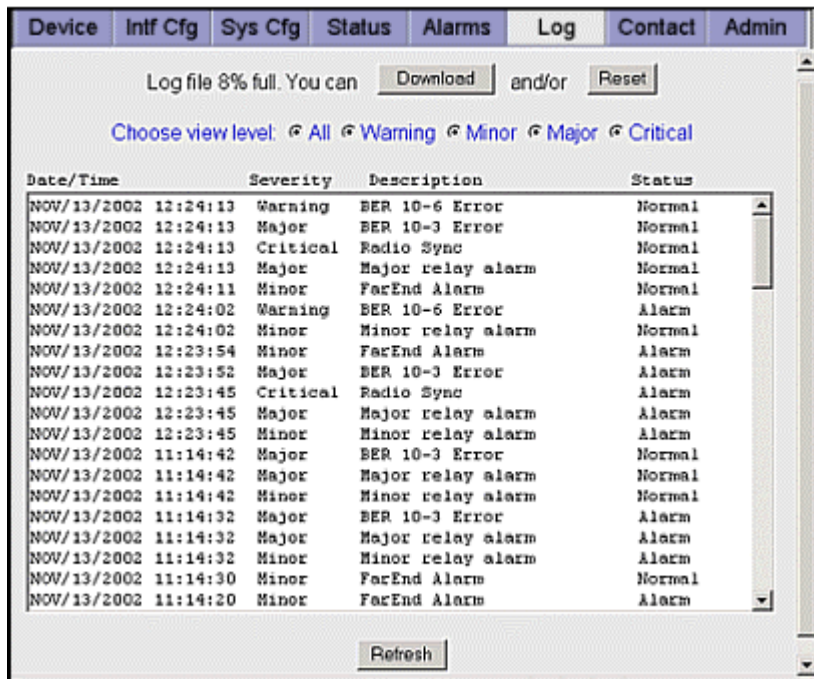 Device Intf Cfg Sys Cfg Status Alarms Log Contact Admin
Log file 8% full. You can Download and/or Reset
Choose view level: All Warning Minor Major Critical
Date/Time Severity Description Status
NOV/13/2002 12:24:13 Warning BER 10-6 Error Normal
NOV/13/2002 12:24:13 Major BER 10-3 Error Normal
NOV/13/2002 12:24:13 Critical Radio Sync Normal
NOV/13/2002 12:24:13 Major Major relay alarm Normal
NOV/13/2002 12:24:11 Minor FarEnd Alarm Normal
NOV/13/2002 12:24:02 Warning BER 10-6 Error Alarm
NOV/13/2002 12:24:02 Minor Minor relay alarm Normal
NOV/13/2002 12:23:54 Minor FarEnd Alarm Alarm
NOV/13/2002 12:23:52 Major BER 10-3 Error Alarm
NOV/13/2002 12:23:45 Critical Radio Sync Alarm
NOV/13/2002 12:23:45 Major Major relay alarm Alarm
NOV/13/2002 12:23:45 Minor Minor relay alarm Alarm
NOV/13/2002 11:14:42 Major BER 10-3 Error Normal
NOV/13/2002 11:14:42 Major Major relay alarm Normal
NOV/13/2002 11:14:42 Minor Minor relay alarm Normal
NOV/13/2002 11:14:32 Major BER 10-3 Error Alarm
NOV/13/2002 11:14:32 Major Major relay alarm Alarm
NOV/13/2002 11:14:32 Minor Minor relay alarm Alarm
NOV/13/2002 11:14:30 Minor FarEnd Alarm Normal
NOV/13/2002 11:14:20 Minor FarEnd Alarm Alarm
Refresh